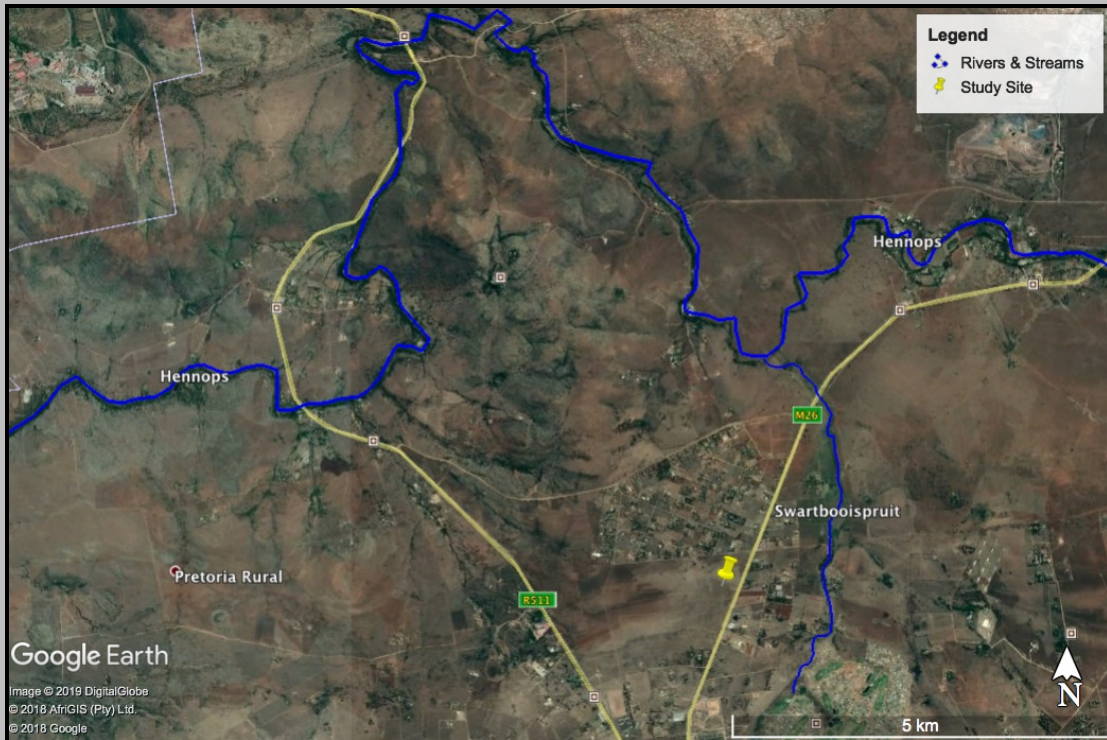 Legend
Rivers & Streams
Study Site
Hennops
Hennops
M26
Swartbooispruit
Pretoria Rural
R511
Google Earth
Image © 2019 DigitalGlobe
© 2018 AfriGIS (Pty) Ltd.
© 2018 Google
N
5 km